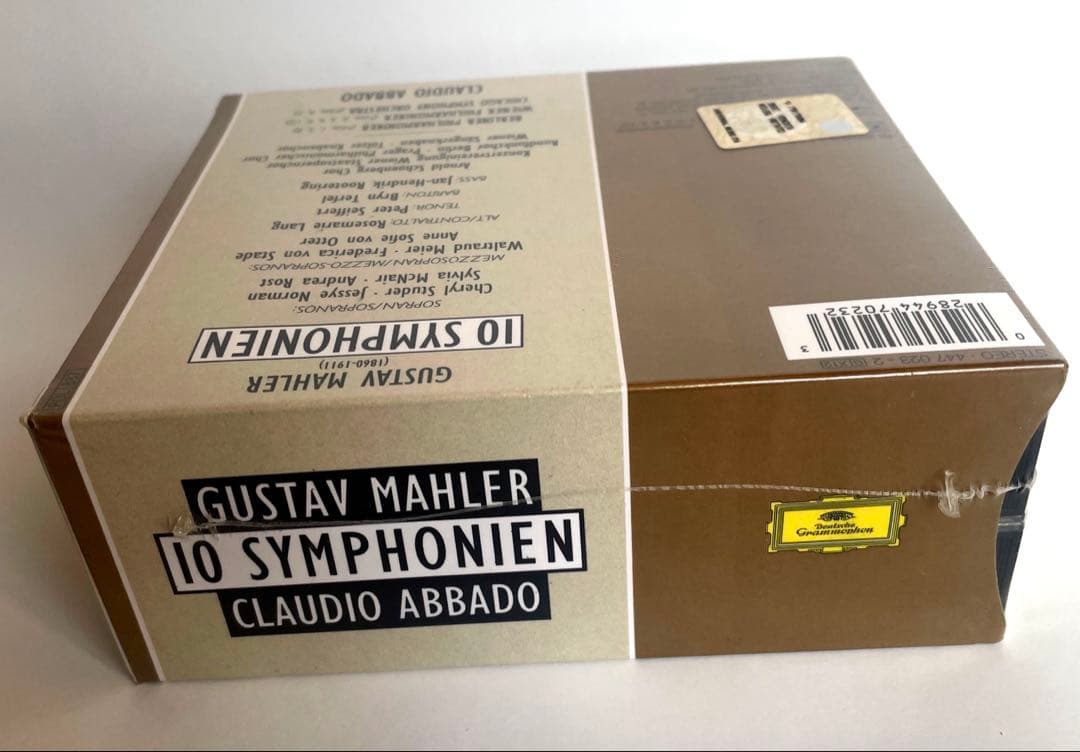 GUSTAV MAHLER
10 SYMPHONIEN
CLAUDIO ABBADO
Deutsche
Grammophon
GUSTAV MAHLER
(1860-1911)
10 SYMPHONIEN
SOPRAN/SOPRANOS:
Cheryl Studer · Jessye Norman
Sylvia McNair · Andrea Rost
MEZZOSOPRAN/MEZZO-SOPRANOS:
Waltraud Meier · Frederica von Stade
Anne Sofie von Otter
ALT/CONTRALTO: Rosemarie Lang
TENOR: Peter Seiffert
BARITON: Bryn Terfel
BASS: Jan-Hendrik Rootering
Arnold Schoenberg Chor
Konzertvereinigung Wiener Staatsopernchor
Rundfunkchor Berlin · Prager Philharmonischer Chor
Wiener Sängerknaben · Tölzer Knabenchor
BERLINER PHILHARMONIKER
WIENER PHILHARMONIKER
CHICAGO SYMPHONY ORCHESTRA
CLAUDIO ABBADO
STEREO · 447 023-2
0 28944 70232 3